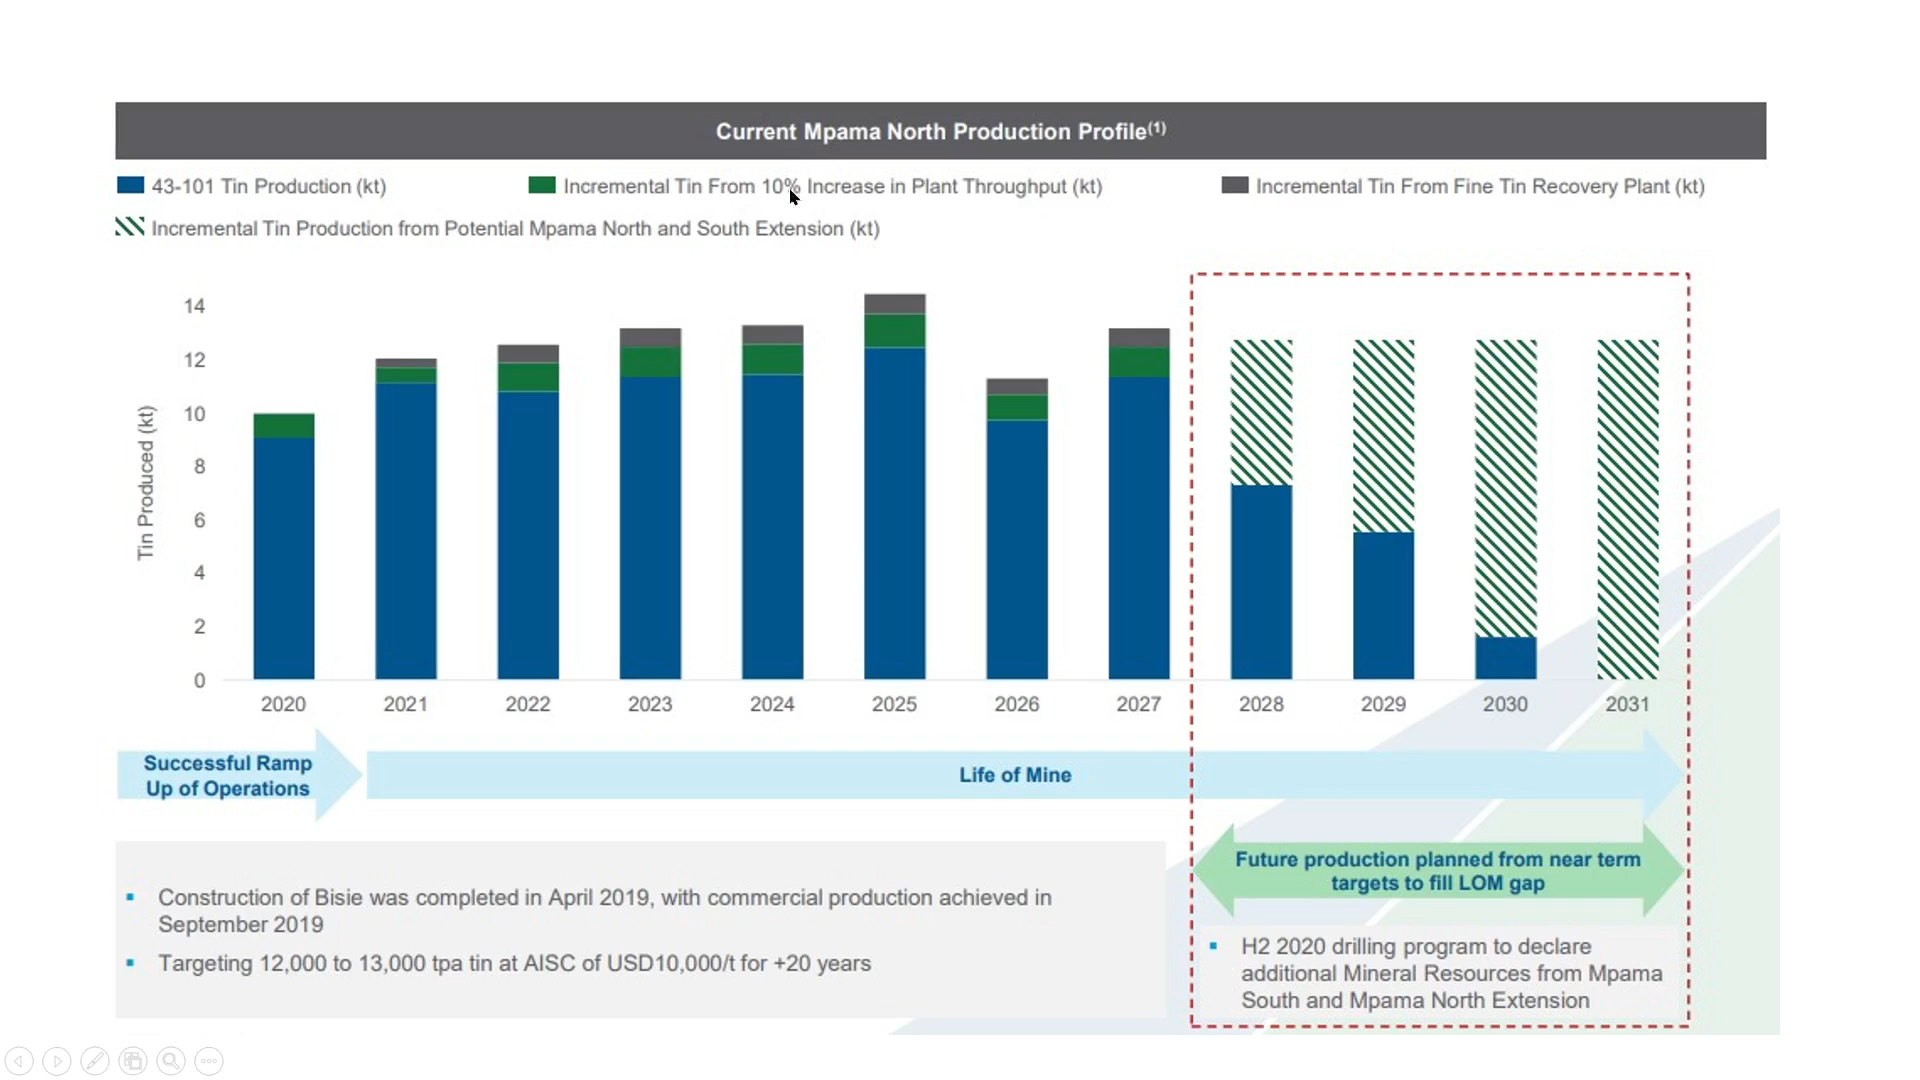 Current Mpama North Production Profile(1)
43-101 Tin Production (kt)
Incremental Tin From 10% Increase in Plant Throughput (kt)
Incremental Tin From Fine Tin Recovery Plant (kt)
Incremental Tin Production from Potential Mpama North and South Extension (kt)
Tin Produced (kt)
14
12
10
8
6
4
2
0
2020
2021
2022
2023
2024
2025
2026
2027
2028
2029
2030
2031
Successful Ramp
Up of Operations
Life of Mine
Future production planned from near term
targets to fill LOM gap
▪ Construction of Bisie was completed in April 2019, with commercial production achieved in
September 2019
▪ Targeting 12,000 to 13,000 tpa tin at AISC of USD10,000/t for +20 years
▪ H2 2020 drilling program to declare
additional Mineral Resources from Mpama
South and Mpama North Extension